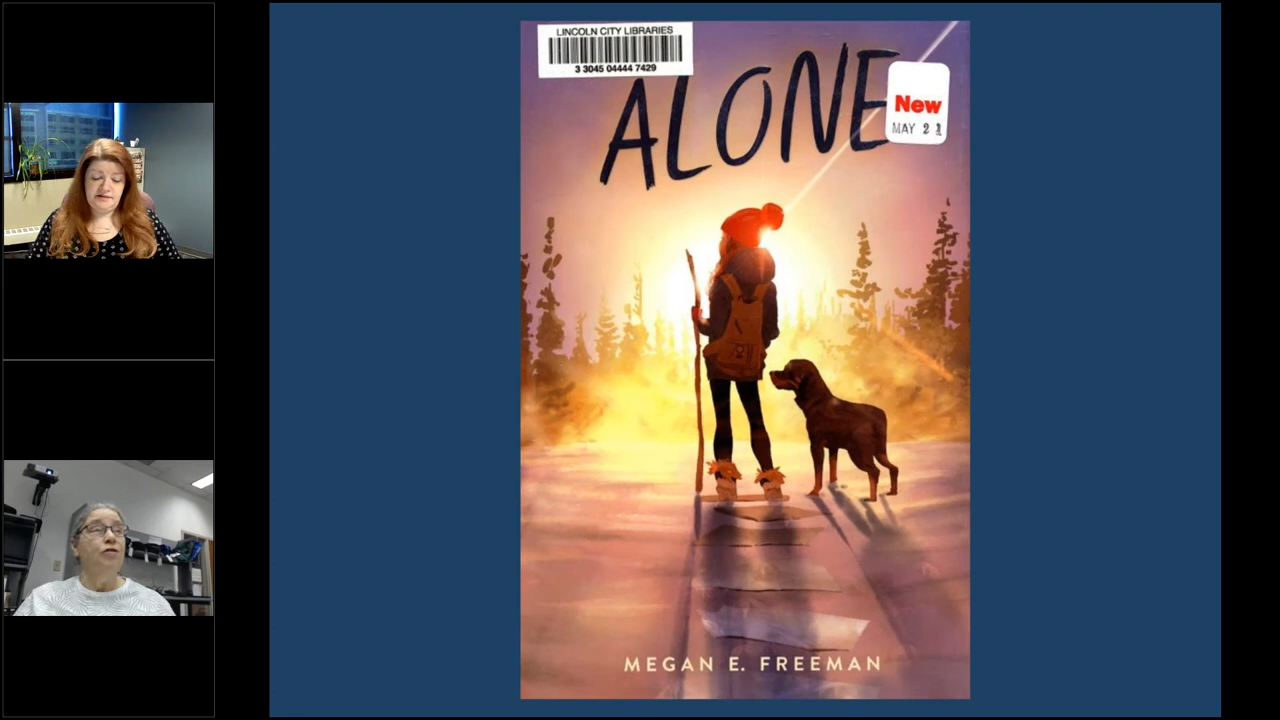 LINCOLN CITY LIBRARIES
3 3045 04444 7429
ALONE
New
MAY 21
MEGAN E. FREEMAN